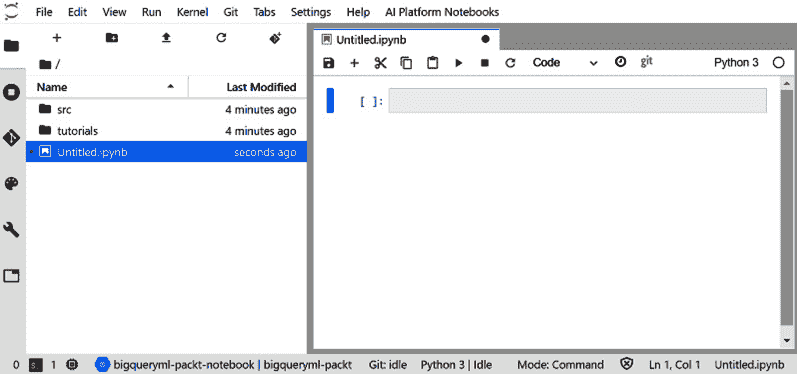 File Edit View Run Kernel Git Tabs Settings Help AI Platform Notebooks
Untitled.ipynb
Code git Python 3
/
Name Last Modified
src 4 minutes ago
tutorials 4 minutes ago
Untitled.ipynb seconds ago
[ ]:
0 1 bigqueryml-packt-notebook | bigqueryml-packt Git: idle Python 3 | Idle Mode: Command Ln 1, Col 1 Untitled.ipynb